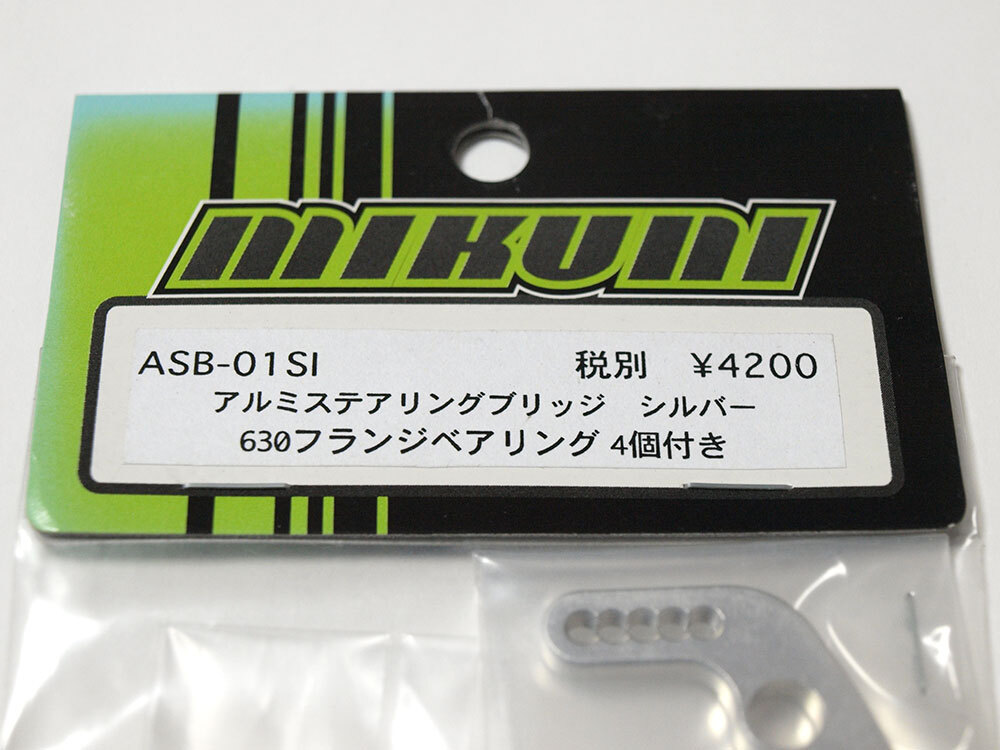 MIKUNI
ASB-01SI 税別 ¥4200
アルミステアリングブリッジ シルバー
630フランジベアリング 4個付き